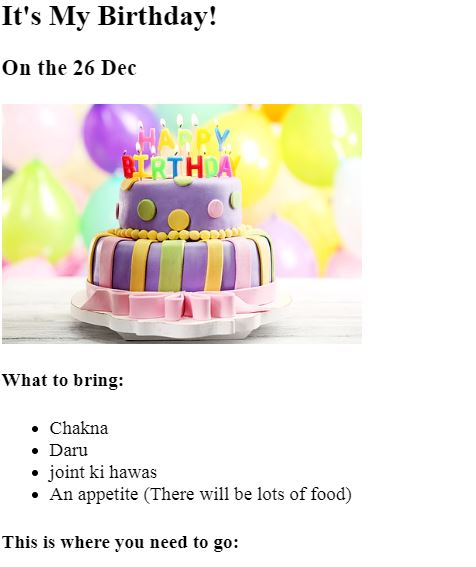 It's My Birthday!
On the 26 Dec
HAPPY
BIRTHDAY
What to bring:
Chakna
Daru
joint ki hawas
An appetite (There will be lots of food)
This is where you need to go: